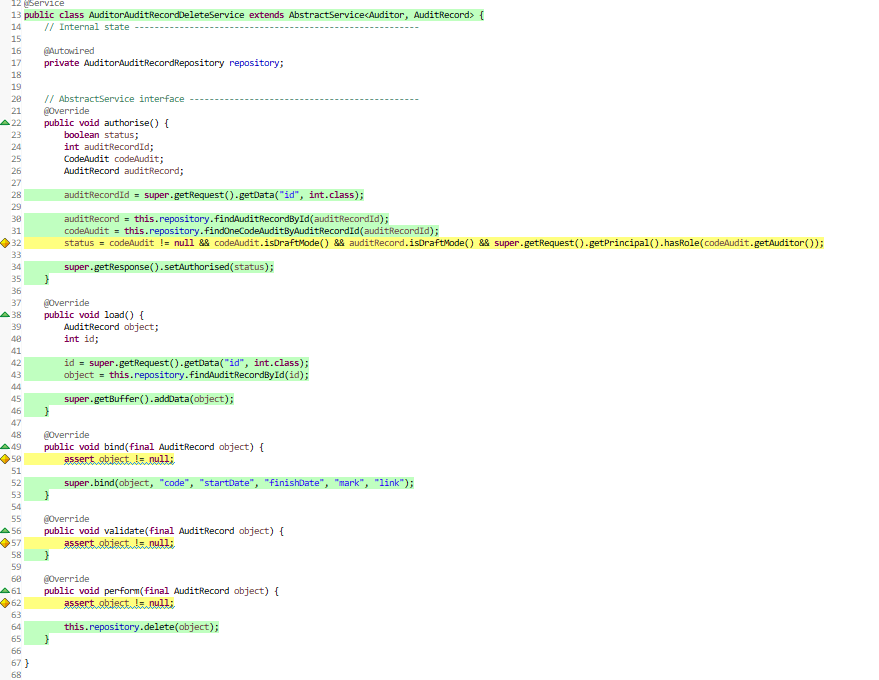 12 @Service
13 public class AuditorAuditRecordDeleteService extends AbstractService<Auditor, AuditRecord> {
14     // Internal state ---------------------------------------------------------
15
16     @Autowired
17     private AuditorAuditRecordRepository repository;
18
19
20     // AbstractService interface ----------------------------------------------
21     @Override
22     public void authorise() {
23         boolean status;
24         int auditRecordId;
25         CodeAudit codeAudit;
26         AuditRecord auditRecord;
27
28         auditRecordId = super.getRequest().getData("id", int.class);
29
30         auditRecord = this.repository.findAuditRecordById(auditRecordId);
31         codeAudit = this.repository.findOneCodeAuditByAuditRecordId(auditRecordId);
32         status = codeAudit != null && codeAudit.isDraftMode() && auditRecord.isDraftMode() && super.getRequest().getPrincipal().hasRole(codeAudit.getAuditor());
33
34         super.getResponse().setAuthorised(status);
35     }
36
37     @Override
38     public void load() {
39         AuditRecord object;
40         int id;
41
42         id = super.getRequest().getData("id", int.class);
43         object = this.repository.findAuditRecordById(id);
44
45         super.getBuffer().addData(object);
46     }
47
48     @Override
49     public void bind(final AuditRecord object) {
50         assert object != null;
51
52         super.bind(object, "code", "startDate", "finishDate", "mark", "link");
53     }
54
55     @Override
56     public void validate(final AuditRecord object) {
57         assert object != null;
58     }
59
60     @Override
61     public void perform(final AuditRecord object) {
62         assert object != null;
63
64         this.repository.delete(object);
65     }
66
67 }
68